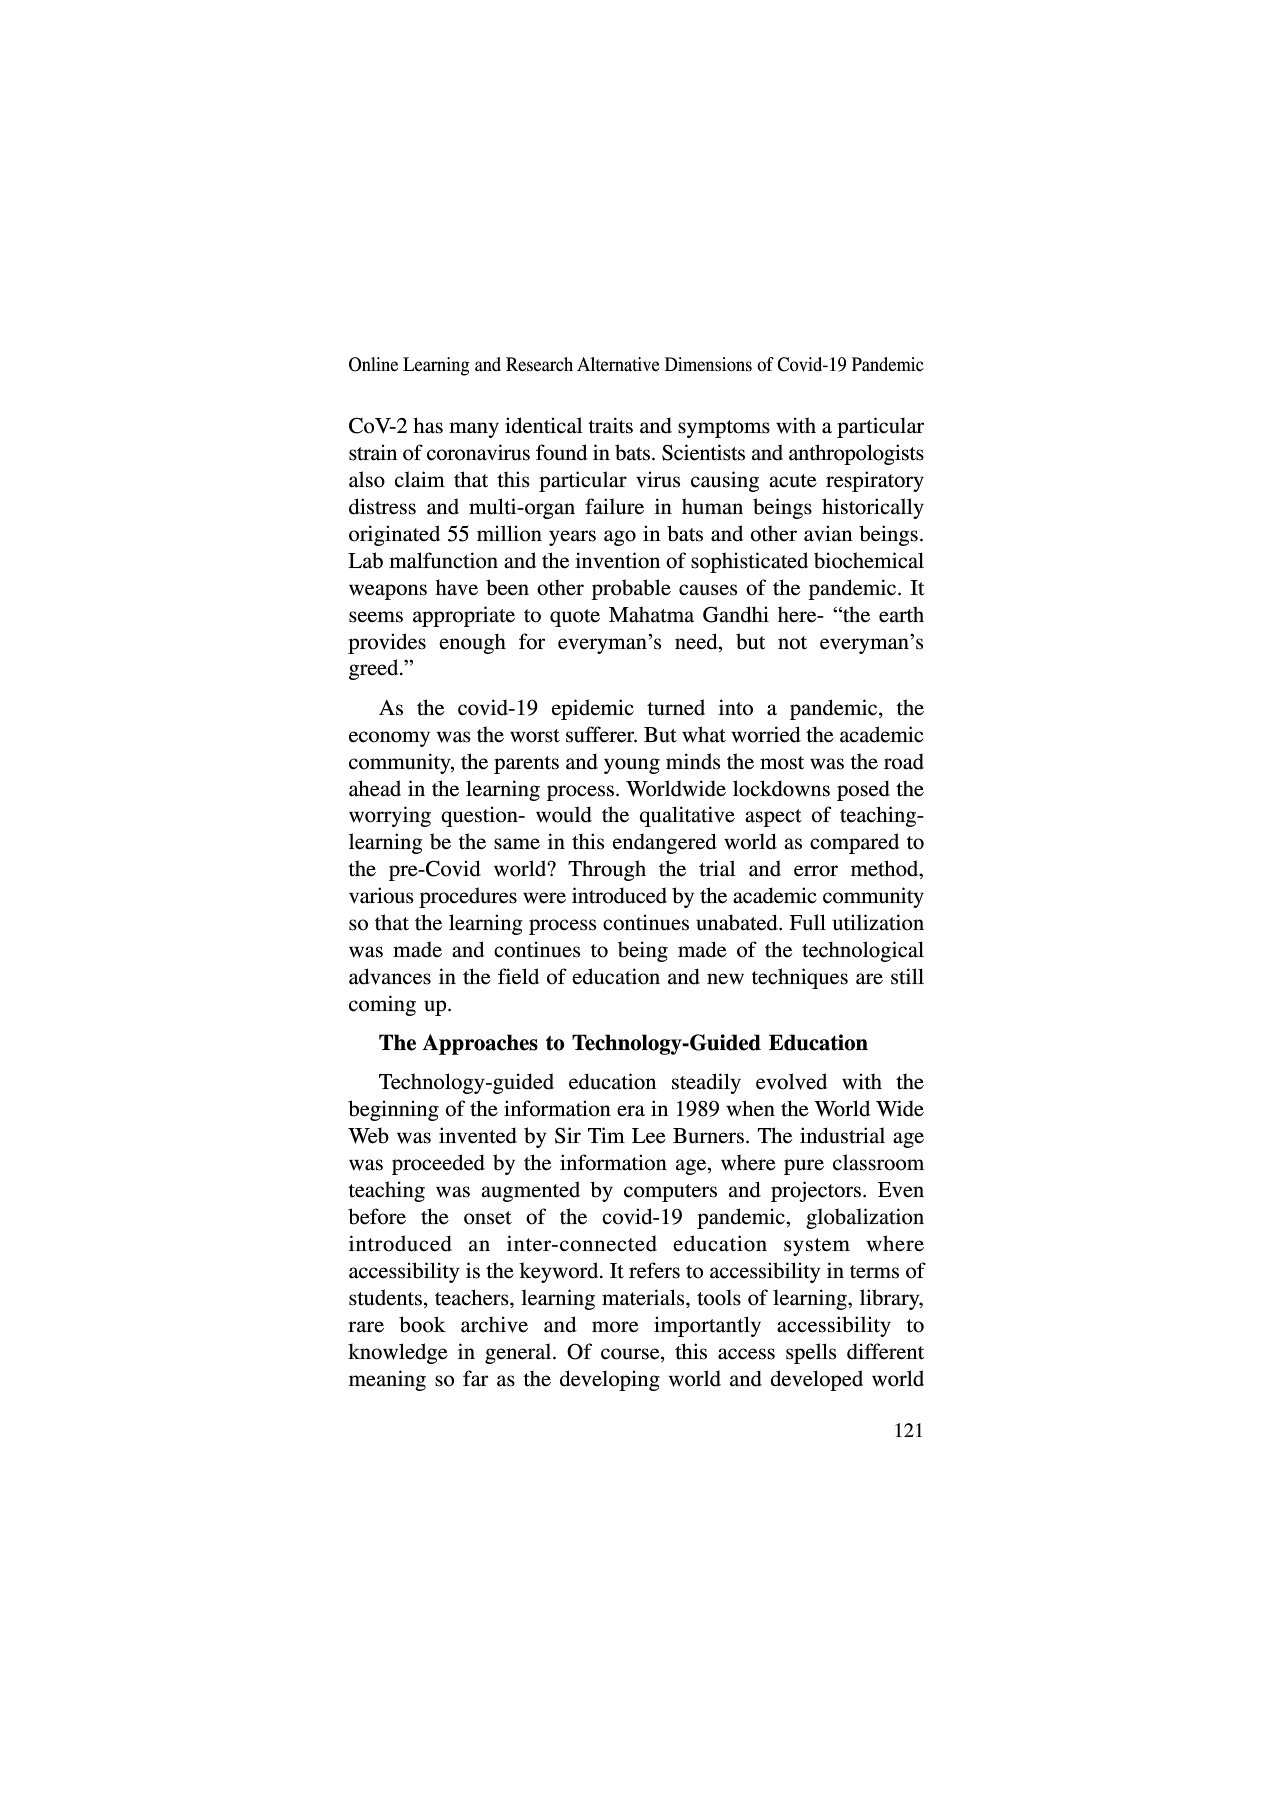 Online Learning and Research Alternative Dimensions of Covid-19 Pandemic
CoV-2 has many identical traits and symptoms with a particular
strain of coronavirus found in bats. Scientists and anthropologists
also claim that this particular virus causing acute respiratory
distress and multi-organ failure in human beings historically
originated 55 million years ago in bats and other avian beings.
Lab malfunction and the invention of sophisticated biochemical
weapons have been other probable causes of the pandemic. It
seems appropriate to quote Mahatma Gandhi here- “the earth
provides enough for everyman’s need, but not everyman’s
greed.”
As the covid-19 epidemic turned into a pandemic, the
economy was the worst sufferer. But what worried the academic
community, the parents and young minds the most was the road
ahead in the learning process. Worldwide lockdowns posed the
worrying question- would the qualitative aspect of teaching-
learning be the same in this endangered world as compared to
the pre-Covid world? Through the trial and error method,
various procedures were introduced by the academic community
so that the learning process continues unabated. Full utilization
was made and continues to being made of the technological
advances in the field of education and new techniques are still
coming up.
The Approaches to Technology-Guided Education
Technology-guided education steadily evolved with the
beginning of the information era in 1989 when the World Wide
Web was invented by Sir Tim Lee Burners. The industrial age
was proceeded by the information age, where pure classroom
teaching was augmented by computers and projectors. Even
before the onset of the covid-19 pandemic, globalization
introduced an inter-connected education system where
accessibility is the keyword. It refers to accessibility in terms of
students, teachers, learning materials, tools of learning, library,
rare book archive and more importantly accessibility to
knowledge in general. Of course, this access spells different
meaning so far as the developing world and developed world
121